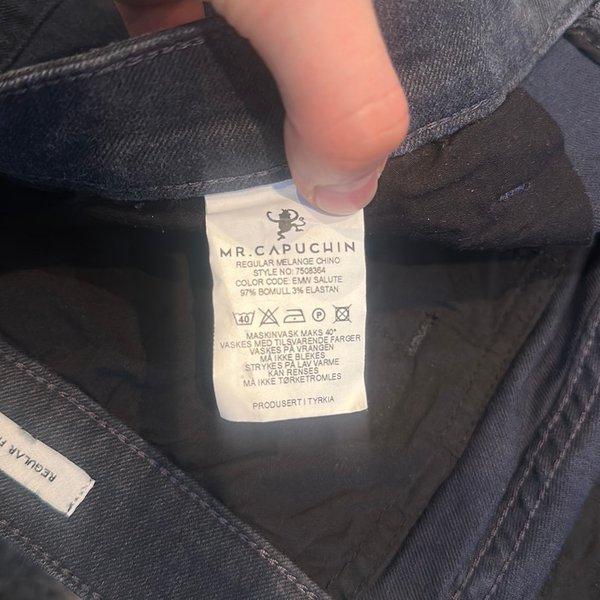 MR.CAPUCHIN
REGULAR MELANGE CHINO
STYLE NO: 7508364
COLOR CODE: EMW SALUTE
97% BOMULL 3% ELASTAN
40 P
MASKINVASK MAKS 40°
VASKES MED TILSVARENDE FARGER
VASKES PÅ VRANGEN
MÅ IKKE BLEKES
STRYKES PÅ LAV VARME
KAN RENSES
MÅ IKKE TØRKETROMLES
PRODUSERT I TYRKIA
REGULAR